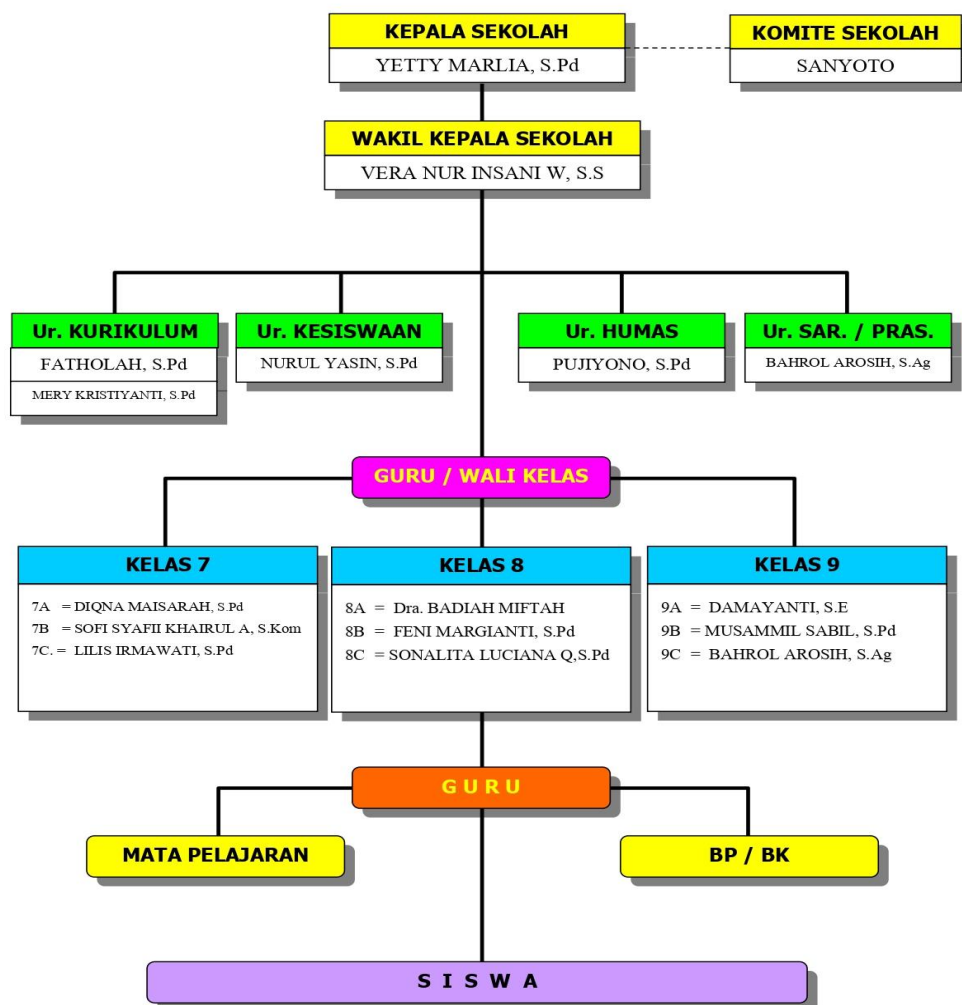 KEPALA SEKOLAH
YETTY MARLIA, S.Pd
KOMITE SEKOLAH
SANYOTO
WAKIL KEPALA SEKOLAH
VERA NUR INSANI W, S.S
Ur. KURIKULUM
FATHOLAH, S.Pd
MERY KRISTIYANTI, S.Pd
Ur. KESISWAAN
NURUL YASIN, S.Pd
Ur. HUMAS
PUJIYONO, S.Pd
Ur. SAR. / PRAS.
BAHROL AROSIH, S.Ag
GURU / WALI KELAS
KELAS 7
7A = DIQNA MAISARAH, S.Pd
7B = SOFI SYAFII KHAIRUL A, S.Kom
7C. = LILIS IRMAWATI, S.Pd
KELAS 8
8A = Dra. BADIAH MIFTAH
8B = FENI MARGIANTI, S.Pd
8C = SONALITA LUCIANA Q,S.Pd
KELAS 9
9A = DAMAYANTI, S.E
9B = MUSAMMIL SABIL, S.Pd
9C = BAHROL AROSIH, S.Ag
G U R U
MATA PELAJARAN
BP / BK
S I S W A